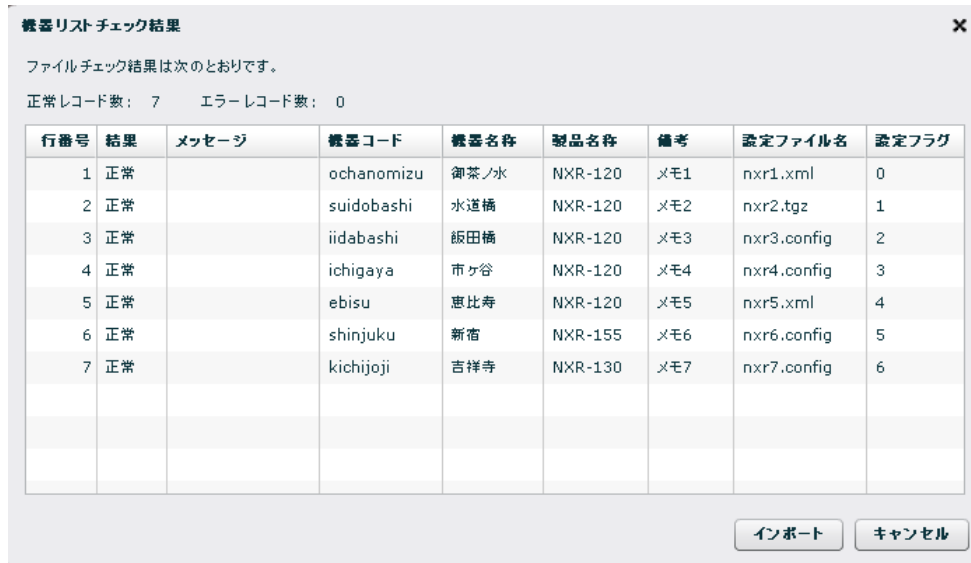 機器リストチェック結果
ファイルチェック結果は次のとおりです。
正常レコード数: 7 エラーレコード数: 0
行番号 結果 メッセージ 機器コード 機器名称 製品名称 備考 設定ファイル名 設定フラグ
1 正常 ochanomizu 御茶ノ水 NXR-120 メモ1 nxr1.xml 0
2 正常 suidobashi 水道橋 NXR-120 メモ2 nxr2.tgz 1
3 正常 iidabashi 飯田橋 NXR-120 メモ3 nxr3.config 2
4 正常 ichigaya 市ヶ谷 NXR-120 メモ4 nxr4.config 3
5 正常 ebisu 恵比寿 NXR-120 メモ5 nxr5.xml 4
6 正常 shinjuku 新宿 NXR-155 メモ6 nxr6.config 5
7 正常 kichijoji 吉祥寺 NXR-130 メモ7 nxr7.config 6
インポート キャンセル